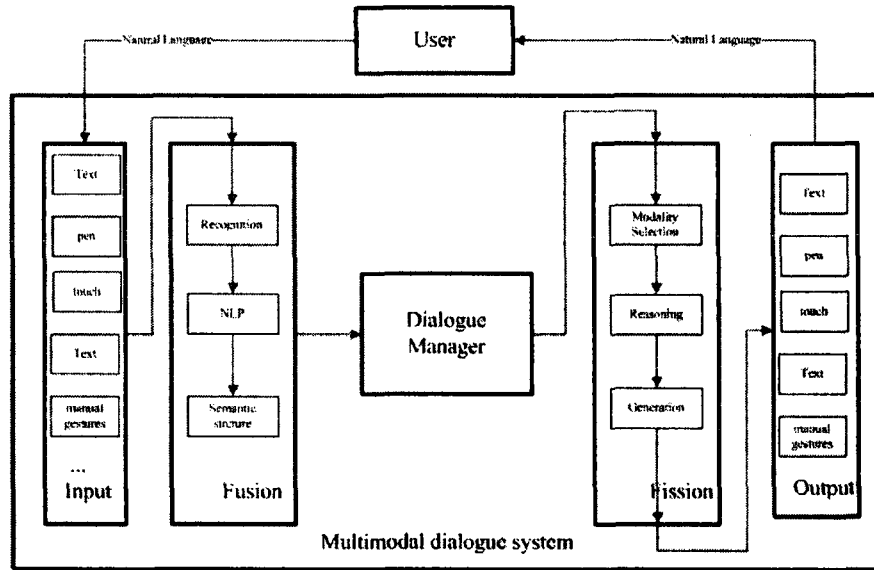 User
Natural Language
Natural Language
Text
pen
touch
Text
manual
gestures
...
Input
Recognition
NLP
Semantic
sircture
Fusion
Dialogue
Manager
Modality
Selection
Reasoning
Generation
Fission
Text
pen
touch
Text
manual
gestures
Output
Multimodal dialogue system